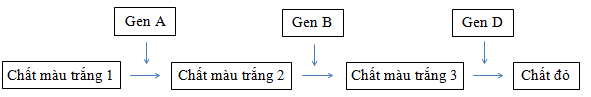 Gen A Gen B Gen D
Chất màu trắng 1 Chất màu trắng 2 Chất màu trắng 3 Chất đỏ